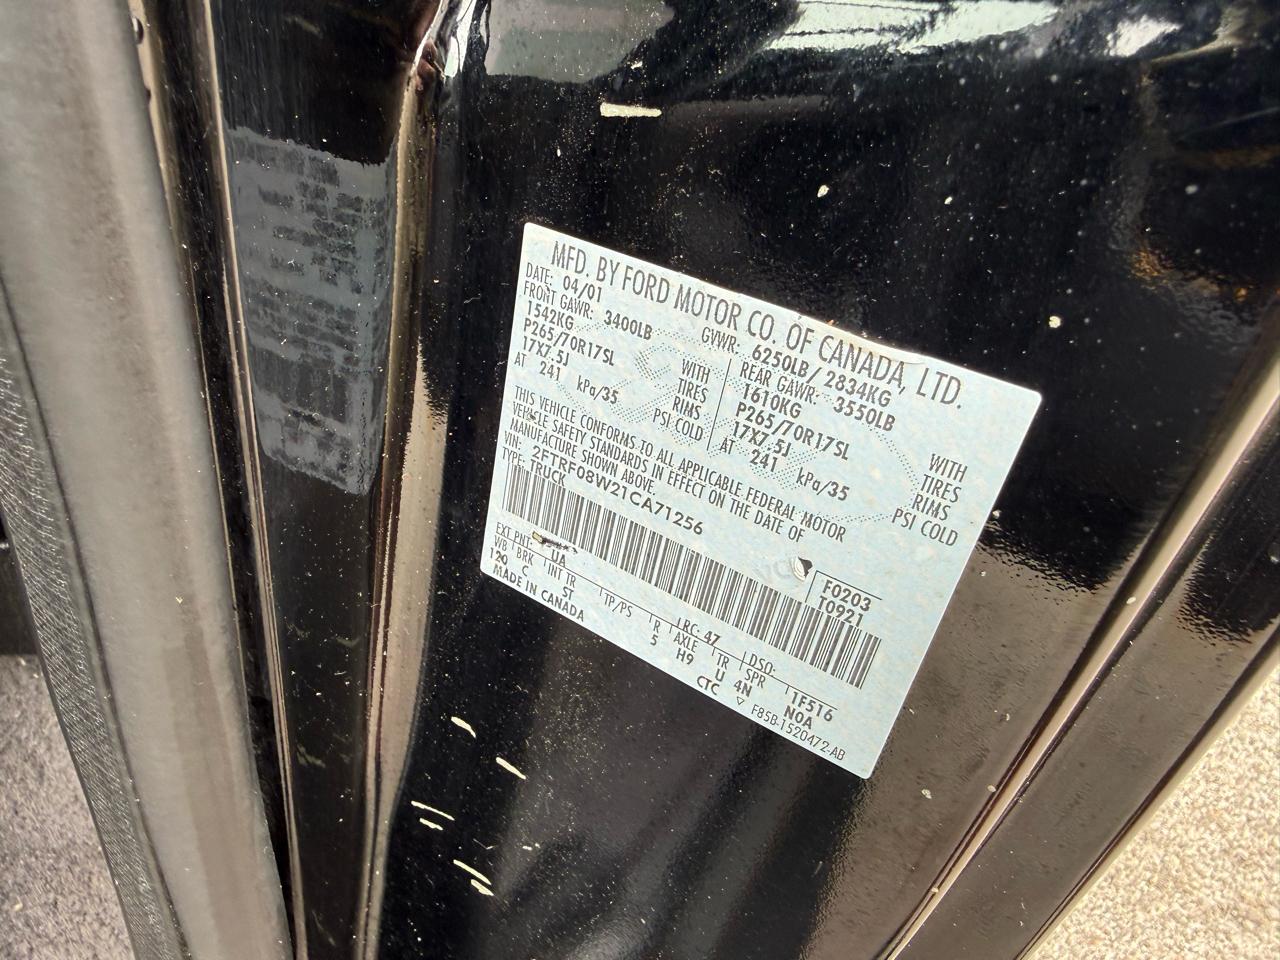 MFD. BY FORD MOTOR CO. OF CANADA, LTD.
DATE: 04/01 GVWR: 6250LB/ 2834KG
FRONT GAWR: 3400LB REAR GAWR: 3550LB
1542KG WITH 1610KG WITH
P265/70R17SL TIRES P265/70R17SL TIRES
17X7.5J RIMS 17X7.5J RIMS
AT 241 kPa/35 PSI COLD AT 241 kPa/35 PSI COLD
THIS VEHICLE CONFORMS TO ALL APPLICABLE FEDERAL MOTOR
VEHICLE SAFETY STANDARDS IN EFFECT ON THE DATE OF
MANUFACTURE SHOWN ABOVE.
VIN: 2FTRF08W21CA71256
TYPE: TRUCK
F0203
T0921
EXT PNT: UA RC: 47 DSO:
WB BRK INT TR TP/PS R AXLE TR SPR 1F516
120 C ST 5 H9 U 4N NOA
MADE IN CANADA CTC ▽ F85B-1520472-AB